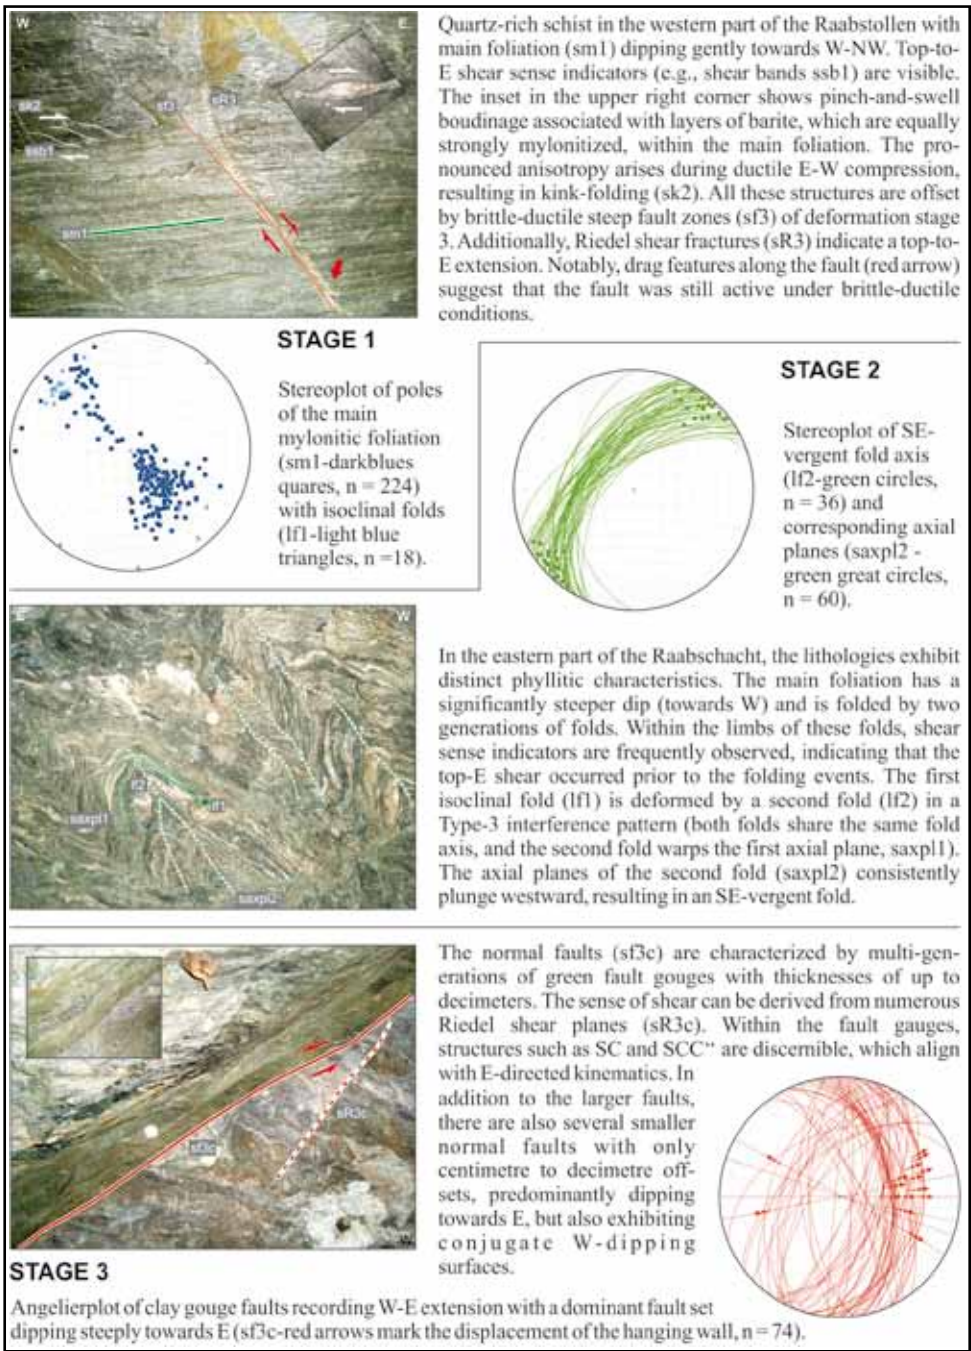 W
E
Quartz-rich schist in the western part of the Raabstollen with
main foliation (sm1) dipping gently towards W-NW. Top-to-
E shear sense indicators (e.g., shear bands ssb1) are visible.
The inset in the upper right corner shows pinch-and-swell
boudinage associated with layers of barite, which are equally
strongly mylonitized, within the main foliation. The pro-
nounced anisotropy arises during ductile E-W compression,
resulting in kink-folding (sk2). All these structures are offset
by brittle-ductile steep fault zones (sf3) of deformation stage
3. Additionally, Riedel shear fractures (sR3) indicate a top-to-
E extension. Notably, drag features along the fault (red arrow)
suggest that the fault was still active under brittle-ductile
conditions.
sk2
sf3
sR3
ssb1
sm1
STAGE 1
Stereoplot of poles
of the main
mylonitic foliation
(sm1-darkblues
quares, n = 224)
with isoclinal folds
(lf1-light blue
triangles, n =18).
STAGE 2
Stereoplot of SE-
vergent fold axis
(lf2-green circles,
n = 36) and
corresponding axial
planes (saxpl2 -
green great circles,
n = 60).
E
W
lf2
lf1
saxpl1
saxpl2
In the eastern part of the Raabschacht, the lithologies exhibit
distinct phyllitic characteristics. The main foliation has a
significantly steeper dip (towards W) and is folded by two
generations of folds. Within the limbs of these folds, shear
sense indicators are frequently observed, indicating that the
top-E shear occurred prior to the folding events. The first
isoclinal fold (lf1) is deformed by a second fold (lf2) in a
Type-3 interference pattern (both folds share the same fold
axis, and the second fold warps the first axial plane, saxpl1).
The axial planes of the second fold (saxpl2) consistently
plunge westward, resulting in an SE-vergent fold.
sf3c
sR3c
The normal faults (sf3c) are characterized by multi-gen-
erations of green fault gouges with thicknesses of up to
decimeters. The sense of shear can be derived from numerous
Riedel shear planes (sR3c). Within the fault gauges,
structures such as SC and SCC“ are discernible, which align
with E-directed kinematics. In
addition to the larger faults,
there are also several smaller
normal faults with only
centimetre to decimetre off-
sets, predominantly dipping
towards E, but also exhibiting
conjugate W-dipping
surfaces.
STAGE 3
Angelierplot of clay gouge faults recording W-E extension with a dominant fault set
dipping steeply towards E (sf3c-red arrows mark the displacement of the hanging wall, n = 74).